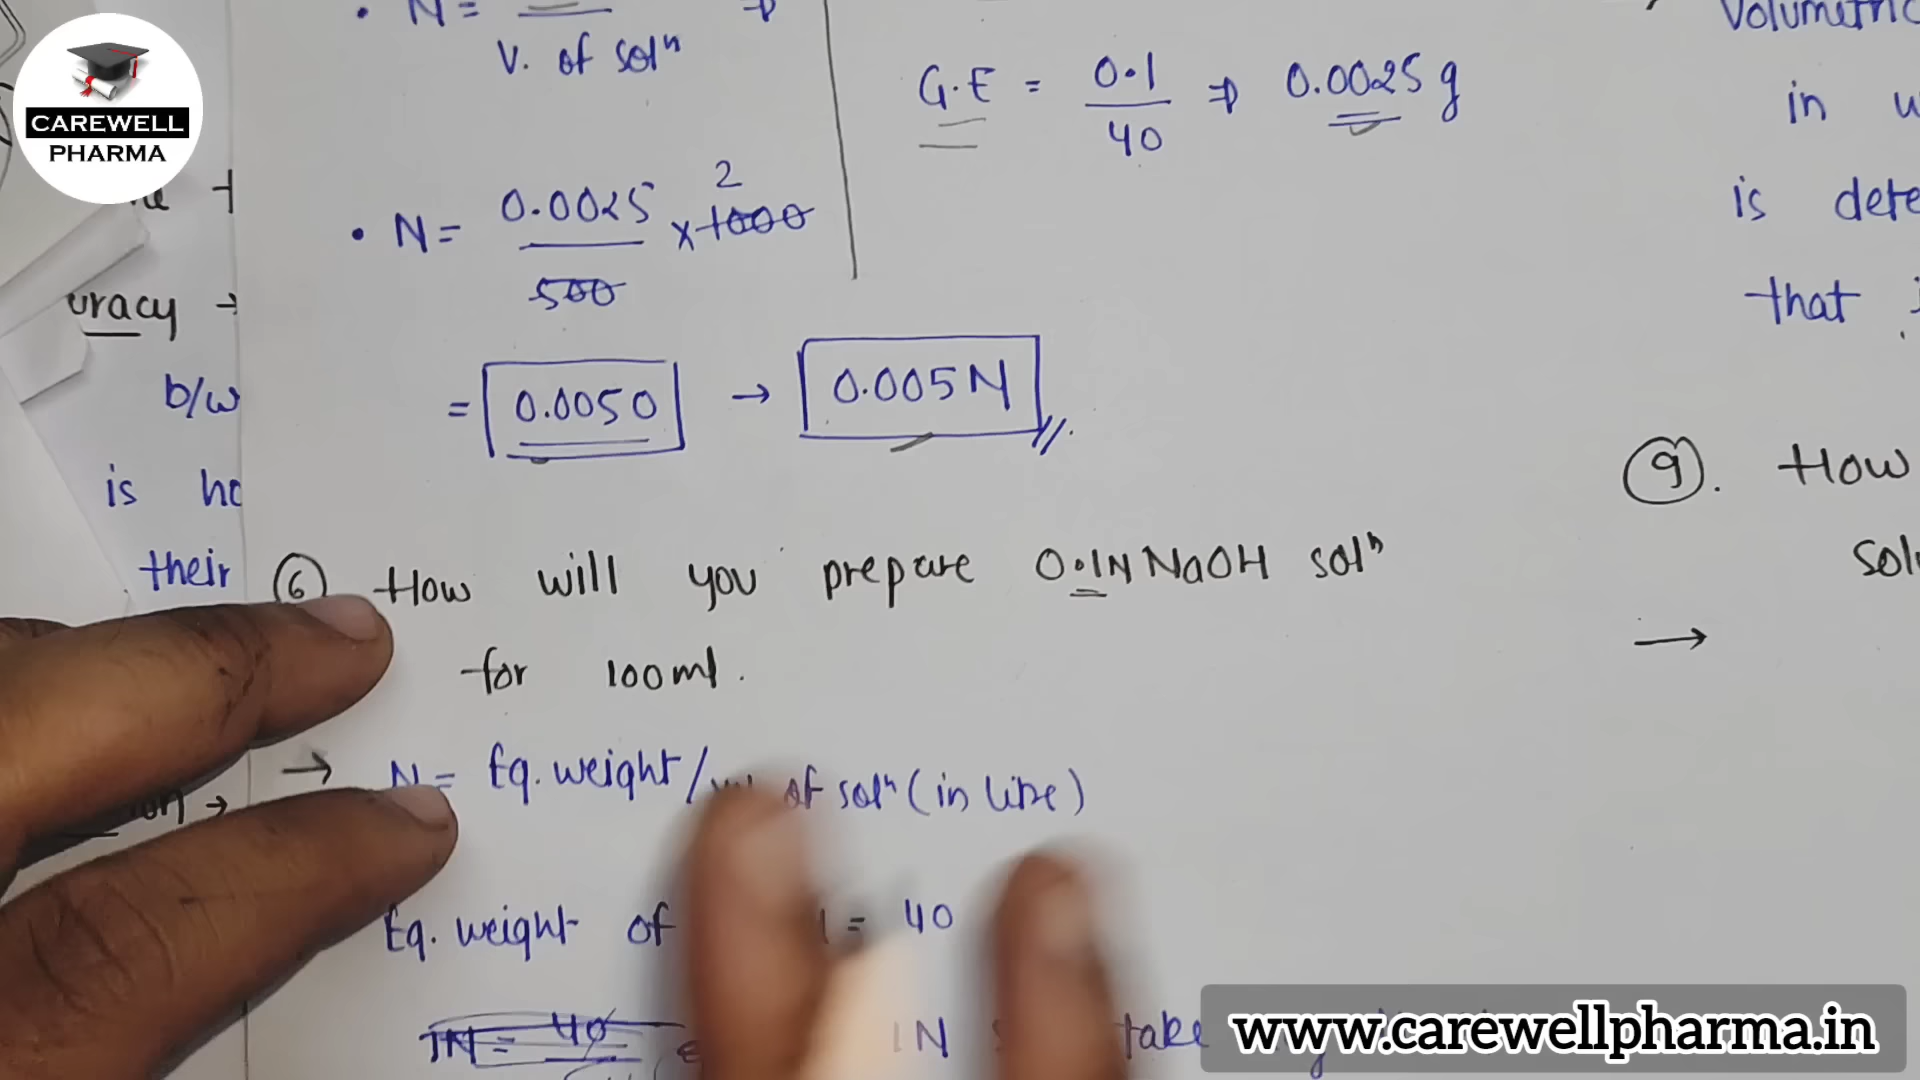 CAREWELL
PHARMA
N =
V. of solⁿ
G.E = 0.1 / 40 ⇒ 0.0025 g
N = 0.0025 / 500 × 1000 2
= 0.0050 → 0.005N
uracy →
b/w
is
their
⑥ How will you prepare 0.1N NaOH solⁿ
for 100ml.
→ N = Eq. weight / of solⁿ (in litre)
Eq. weight of = 40
1N = 40
1N take
Volumetric
in
is
that
⑨. How
→
www.carewellpharma.in